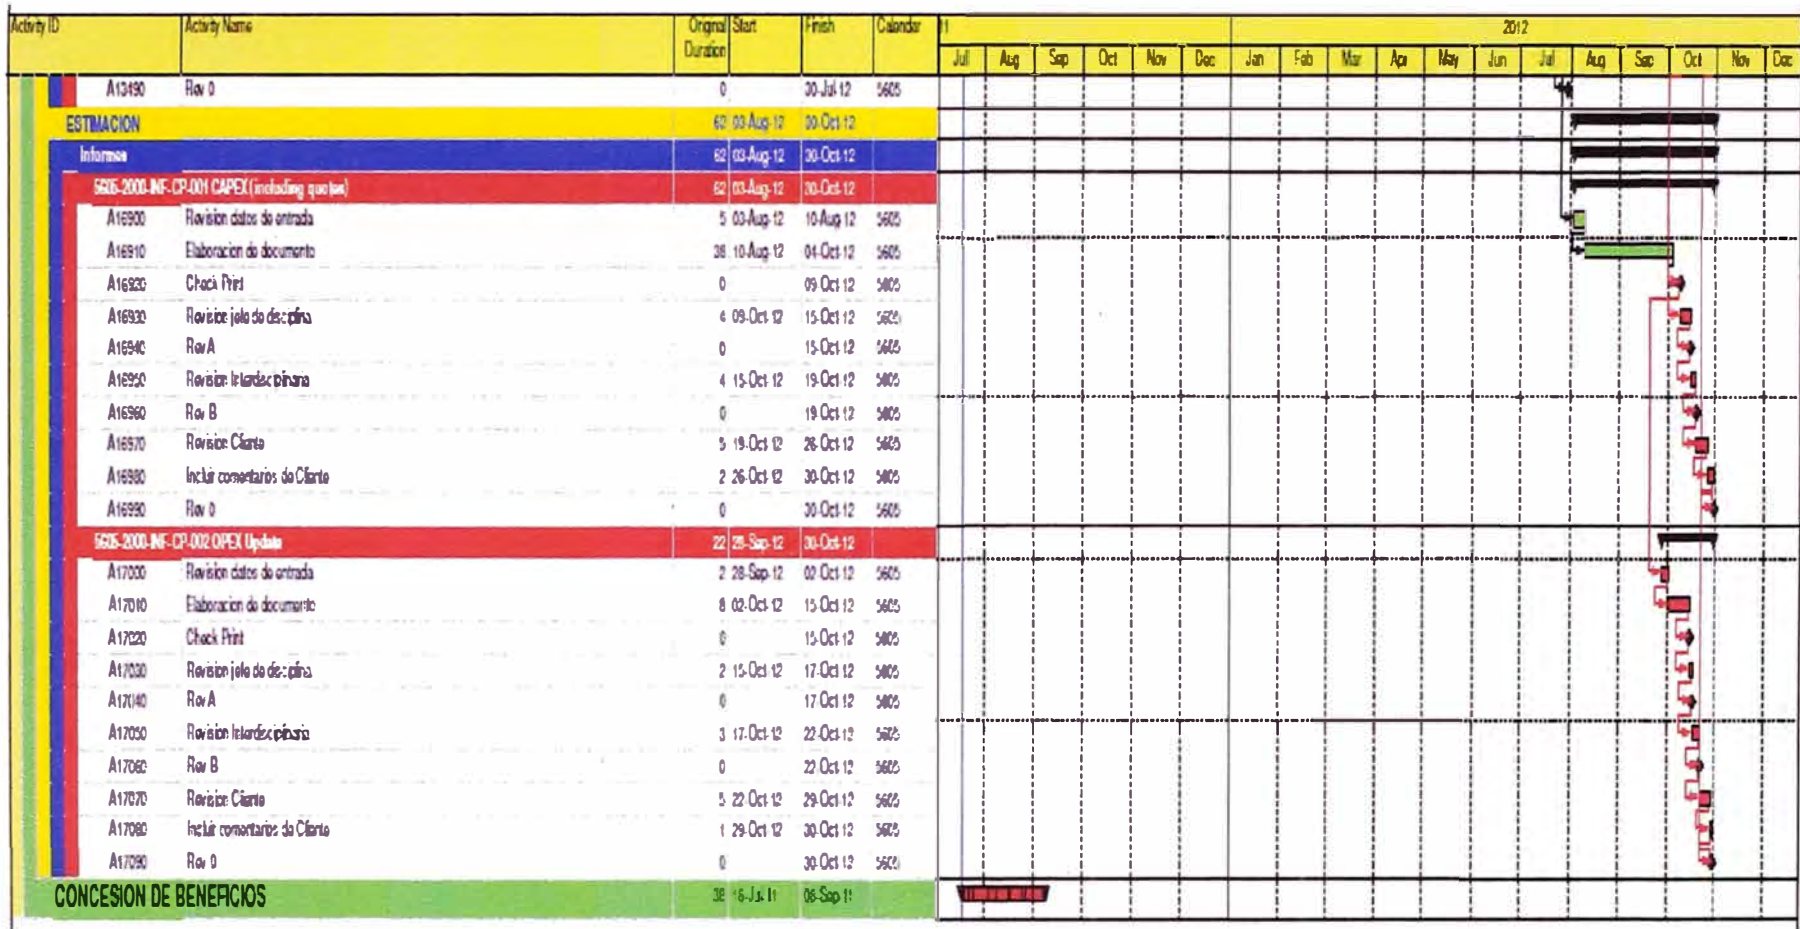 Activity ID Activity Name Original Duration Start Finish Calendar 11 2012
Jul Aug Sep Oct Nov Dec Jan Feb Mar Apr May Jun Jul Aug Sep Oct Nov Dec
A13490 Rev 0 0 30-Jul-12 5605
ESTIMACION 62 03-Aug-12 30-Oct-12
Informes 62 03-Aug-12 30-Oct-12
5605-2000-INF-CP-001 CAPEX (including quotes) 62 03-Aug-12 30-Oct-12
A16900 Revision datos de entrada 5 03-Aug-12 10-Aug-12 5605
A16910 Elaboracion de documento 38 10-Aug-12 04-Oct-12 5605
A16920 Check Print 0 09-Oct-12 5605
A16930 Revision jefe de disciplina 4 09-Oct-12 15-Oct-12 5605
A16940 Rev A 0 15-Oct-12 5605
A16950 Revision Interdisciplinaria 4 15-Oct-12 19-Oct-12 5605
A16960 Rev B 0 19-Oct-12 5605
A16970 Revision Cliente 5 19-Oct-12 26-Oct-12 5605
A16980 Incluir comentarios de Cliente 2 26-Oct-12 30-Oct-12 5605
A16990 Rev 0 0 30-Oct-12 5605
5605-2000-INF-CP-002 OPEX Update 22 28-Sep-12 30-Oct-12
A17000 Revision datos de entrada 2 28-Sep-12 02-Oct-12 5605
A17010 Elaboracion de documento 8 02-Oct-12 15-Oct-12 5605
A17020 Check Print 0 15-Oct-12 5605
A17030 Revision jefe de disciplina 2 15-Oct-12 17-Oct-12 5605
A17040 Rev A 0 17-Oct-12 5605
A17050 Revision Interdisciplinaria 3 17-Oct-12 22-Oct-12 5605
A17060 Rev B 0 22-Oct-12 5605
A17070 Revision Cliente 5 22-Oct-12 29-Oct-12 5605
A17080 Incluir comentarios de Cliente 1 29-Oct-12 30-Oct-12 5605
A17090 Rev 0 0 30-Oct-12 5605
CONCESION DE BENEFICIOS 38 08-Sep-11